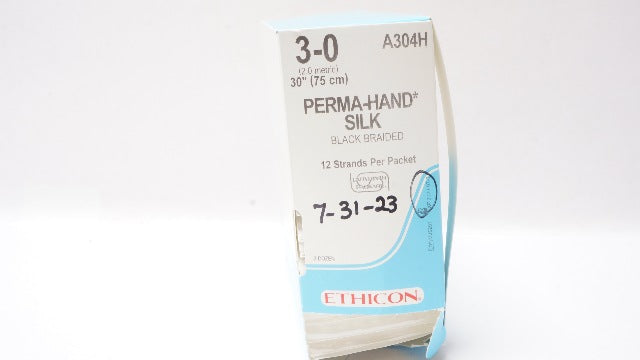 3-0
A304H
(2.0 metric)
30" (75 cm)
PERMA-HAND*
SILK
BLACK BRAIDED
12 Strands Per Packet
7-31-23
ETHICON